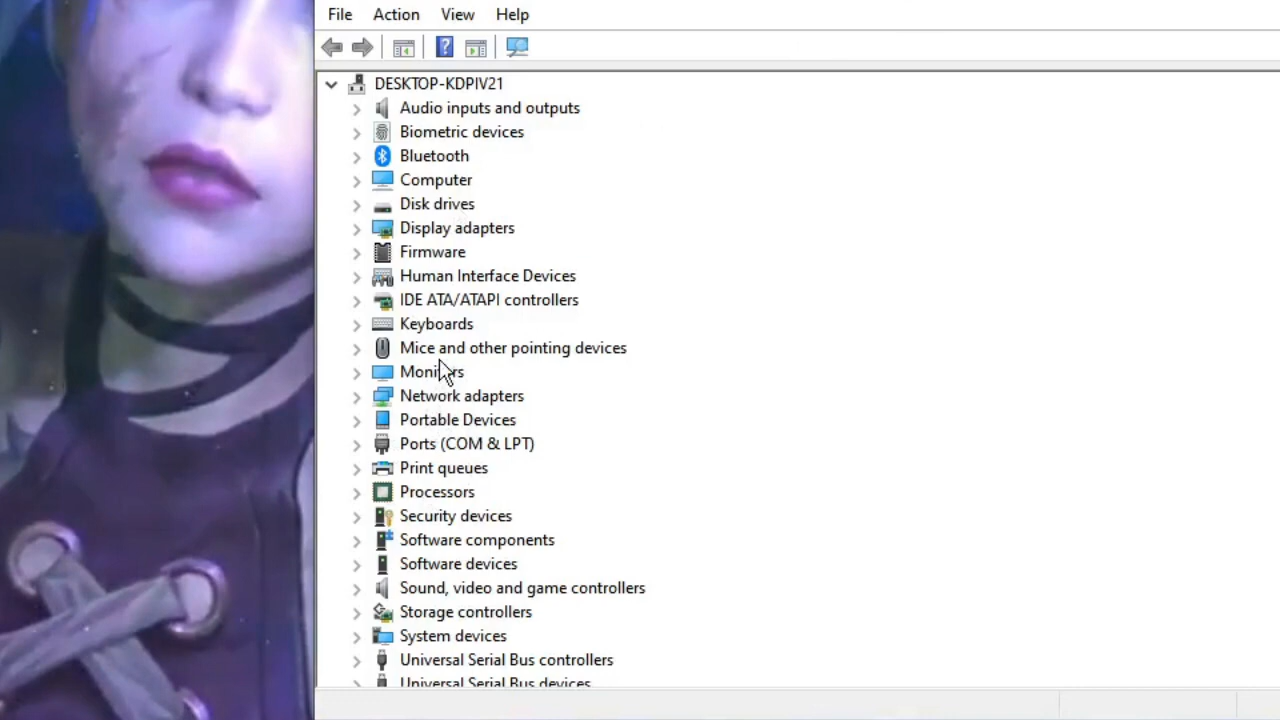 File Action View Help
DESKTOP-KDPIV21
Audio inputs and outputs
Biometric devices
Bluetooth
Computer
Disk drives
Display adapters
Firmware
Human Interface Devices
IDE ATA/ATAPI controllers
Keyboards
Mice and other pointing devices
Monitors
Network adapters
Portable Devices
Ports (COM & LPT)
Print queues
Processors
Security devices
Software components
Software devices
Sound, video and game controllers
Storage controllers
System devices
Universal Serial Bus controllers
Universal Serial Bus devices